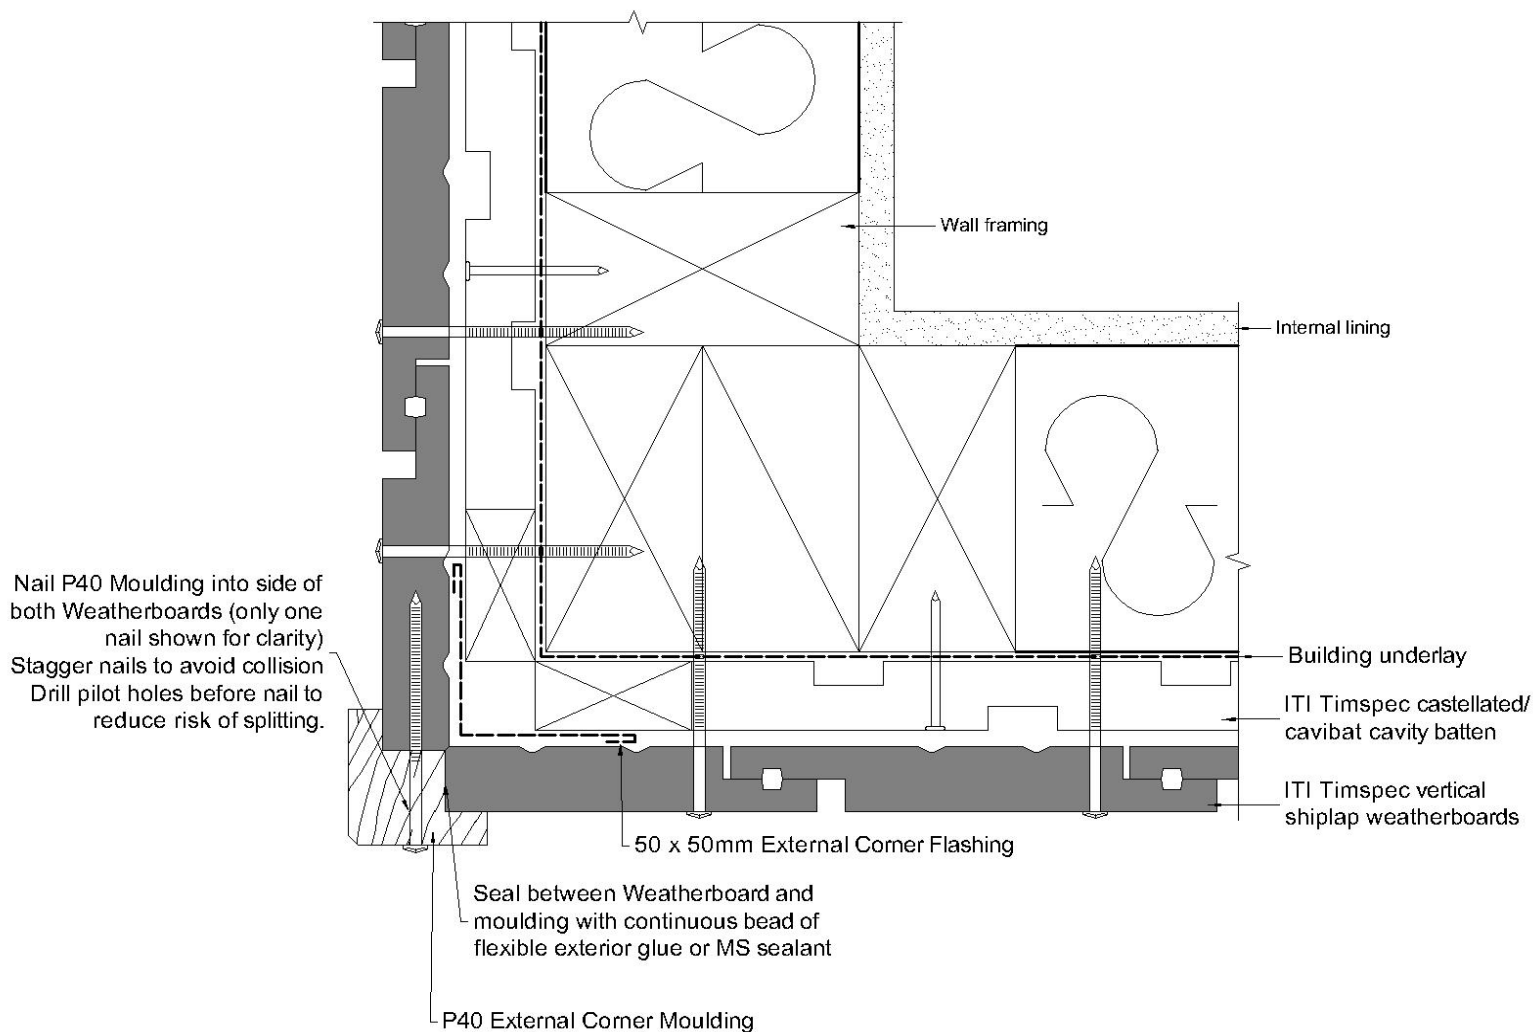 Wall framing
Internal lining
Nail P40 Moulding into side of
both Weatherboards (only one
nail shown for clarity)
Stagger nails to avoid collision
Drill pilot holes before nail to
reduce risk of splitting.
Building underlay
ITI Timspec castellated/
cavibat cavity batten
ITI Timspec vertical
shiplap weatherboards
50 x 50mm External Corner Flashing
Seal between Weatherboard and
moulding with continuous bead of
flexible exterior glue or MS sealant
P40 External Corner Moulding